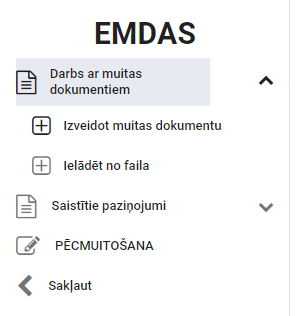 EMDAS
Darbs ar muitas
dokumentiem
Izveidot muitas dokumentu
Ielādēt no faila
Saistītie paziņojumi
PĒCMUITOŠANA
Sakļaut